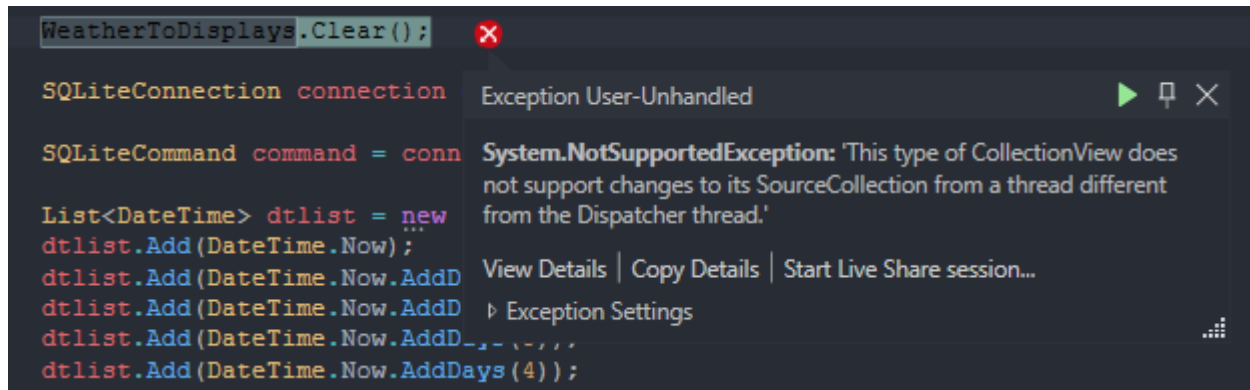 WeatherToDisplays.Clear();
SQLiteConnection connection
Exception User-Unhandled
SQLiteCommand command = conn
System.NotSupportedException: 'This type of CollectionView does
not support changes to its SourceCollection from a thread different
from the Dispatcher thread.'
List<DateTime> dtlist = new
dtlist.Add(DateTime.Now);
dtlist.Add(DateTime.Now.AddD
View Details | Copy Details | Start Live Share session...
dtlist.Add(DateTime.Now.AddD
Exception Settings
dtlist.Add(DateTime.Now.AddD
dtlist.Add(DateTime.Now.AddDays(4));